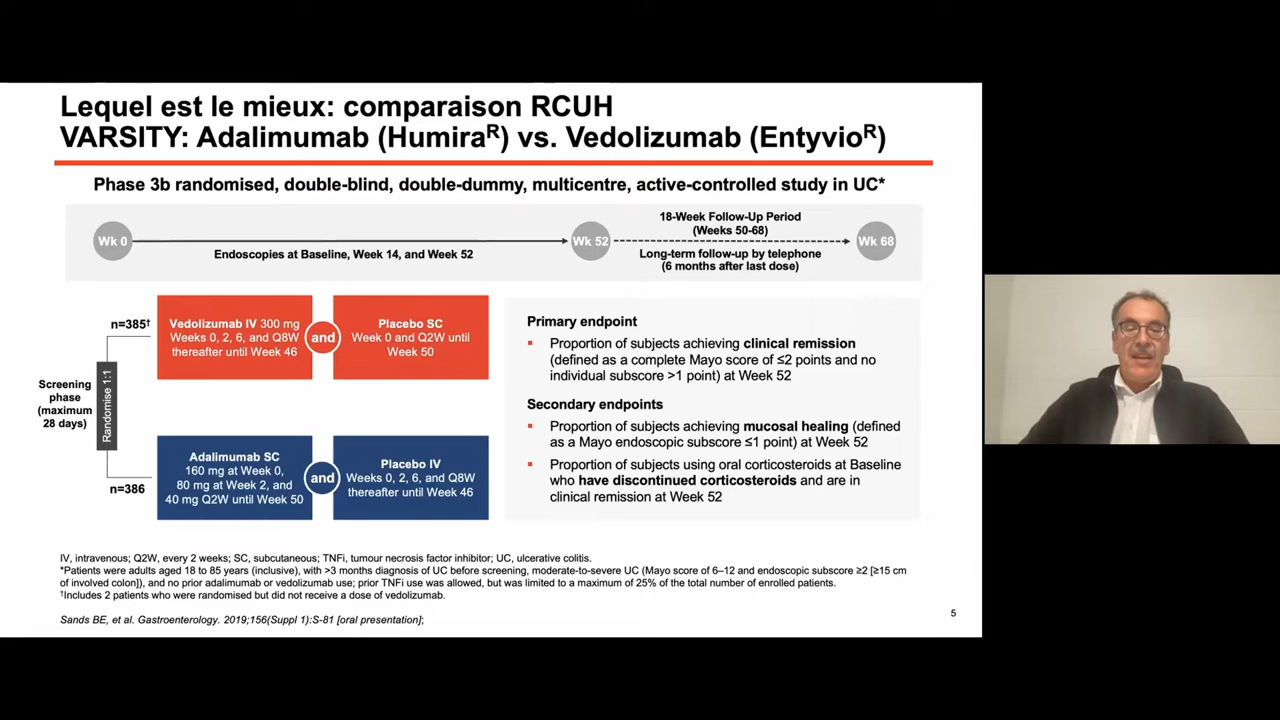 Lequel est le mieux: comparaison RCUH
VARSITY: Adalimumab (Humiraᴿ) vs. Vedolizumab (Entyvioᴿ)
Phase 3b randomised, double-blind, double-dummy, multicentre, active-controlled study in UC*
Wk 0
Endoscopies at Baseline, Week 14, and Week 52
Wk 52
18-Week Follow-Up Period
(Weeks 50-68)
Long-term follow-up by telephone
(6 months after last dose)
Wk 68
Screening
phase
(maximum
28 days)
Randomise 1:1
n=385†
Vedolizumab IV 300 mg
Weeks 0, 2, 6, and Q8W
thereafter until Week 46
and
Placebo SC
Week 0 and Q2W until
Week 50
n=386
Adalimumab SC
160 mg at Week 0,
80 mg at Week 2, and
40 mg Q2W until Week 50
and
Placebo IV
Weeks 0, 2, 6, and Q8W
thereafter until Week 46
Primary endpoint
▪ Proportion of subjects achieving clinical remission
(defined as a complete Mayo score of ≤2 points and no
individual subscore >1 point) at Week 52
Secondary endpoints
▪ Proportion of subjects achieving mucosal healing (defined
as a Mayo endoscopic subscore ≤1 point) at Week 52
▪ Proportion of subjects using oral corticosteroids at Baseline
who have discontinued corticosteroids and are in
clinical remission at Week 52
IV, intravenous; Q2W, every 2 weeks; SC, subcutaneous; TNFi, tumour necrosis factor inhibitor; UC, ulcerative colitis.
*Patients were adults aged 18 to 85 years (inclusive), with >3 months diagnosis of UC before screening, moderate-to-severe UC (Mayo score of 6–12 and endoscopic subscore ≥2 [≥15 cm
of involved colon]), and no prior adalimumab or vedolizumab use; prior TNFi use was allowed, but was limited to a maximum of 25% of the total number of enrolled patients.
†Includes 2 patients who were randomised but did not receive a dose of vedolizumab.
Sands BE, et al. Gastroenterology. 2019;156(Suppl 1):S-81 [oral presentation];
5